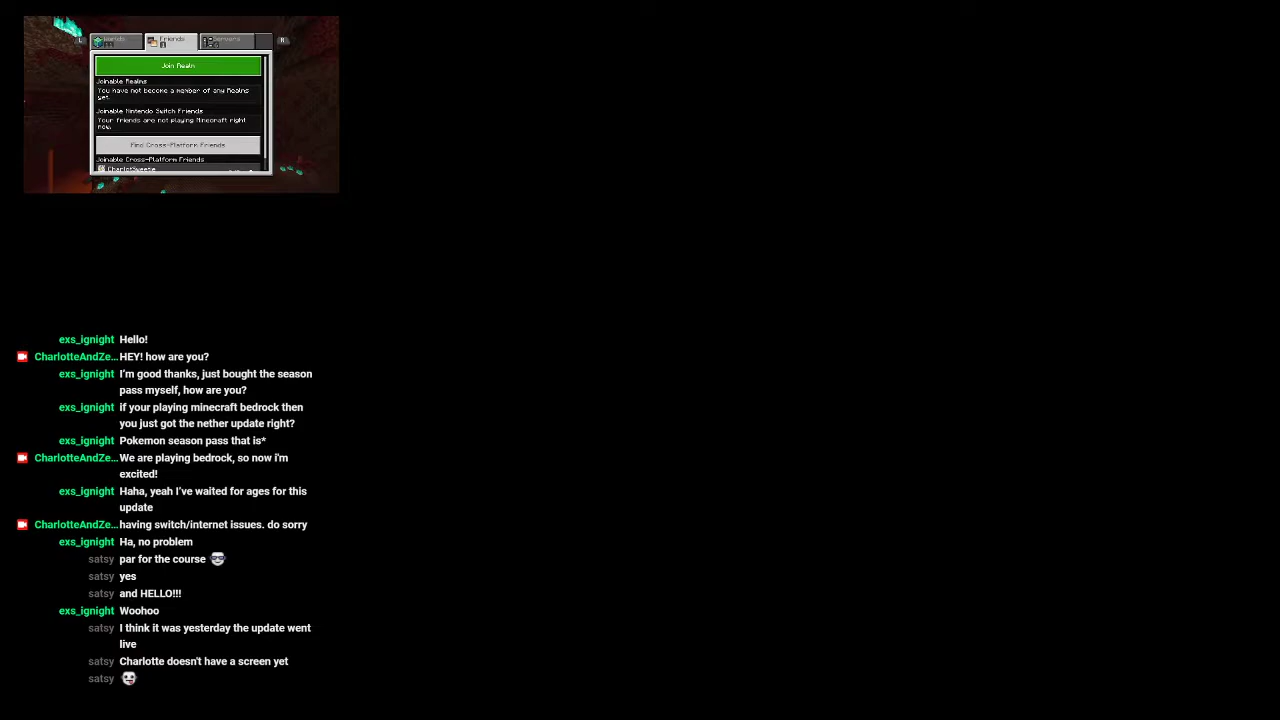 L
Worlds
Friends
Servers
R
Join Realm
Joinable Realms
You have not become a member of any Realms
yet.
Joinable Nintendo Switch Friends
Your friends are not playing Minecraft right
now.
Find Cross-Platform Friends
Joinable Cross-Platform Friends
CharlotSweetie
exs_ignight Hello!
CharlotteAndZe... HEY! how are you?
exs_ignight I'm good thanks, just bought the season
pass myself, how are you?
exs_ignight if your playing minecraft bedrock then
you just got the nether update right?
exs_ignight Pokemon season pass that is*
CharlotteAndZe... We are playing bedrock, so now i'm
excited!
exs_ignight Haha, yeah I've waited for ages for this
update
CharlotteAndZe... having switch/internet issues. do sorry
exs_ignight Ha, no problem
satsy par for the course
satsy yes
satsy and HELLO!!!
exs_ignight Woohoo
satsy I think it was yesterday the update went
live
satsy Charlotte doesn't have a screen yet
satsy